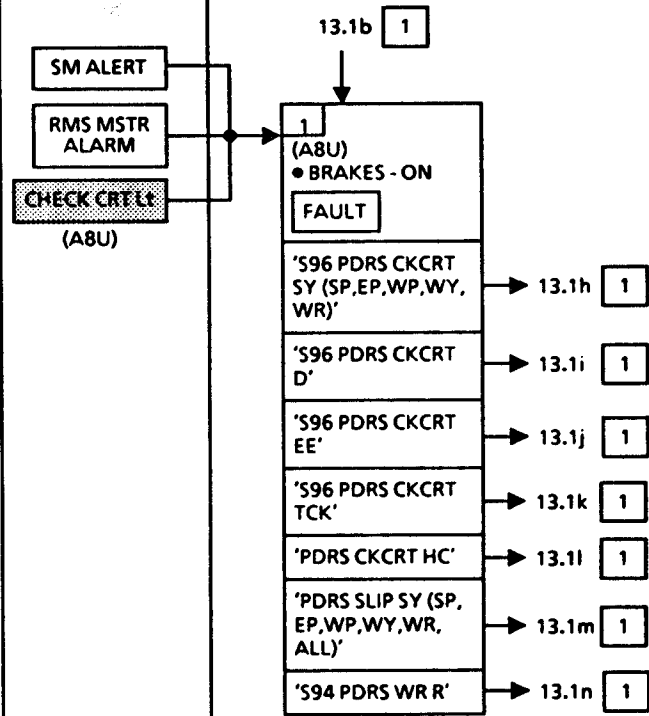 13.1b 1
SM ALERT
RMS MSTR
ALARM
CHECK CRT Lt
(A8U)
1
(A8U)
• BRAKES - ON
FAULT
'S96 PDRS CKCRT
SY (SP,EP,WP,WY,
WR)'
13.1h 1
'S96 PDRS CKCRT
D'
13.1i 1
'S96 PDRS CKCRT
EE'
13.1j 1
'S96 PDRS CKCRT
TCK'
13.1k 1
'PDRS CKCRT HC'
13.1l 1
'PDRS SLIP SY (SP,
EP,WP,WY,WR,
ALL)'
13.1m 1
'S94 PDRS WR R'
13.1n 1